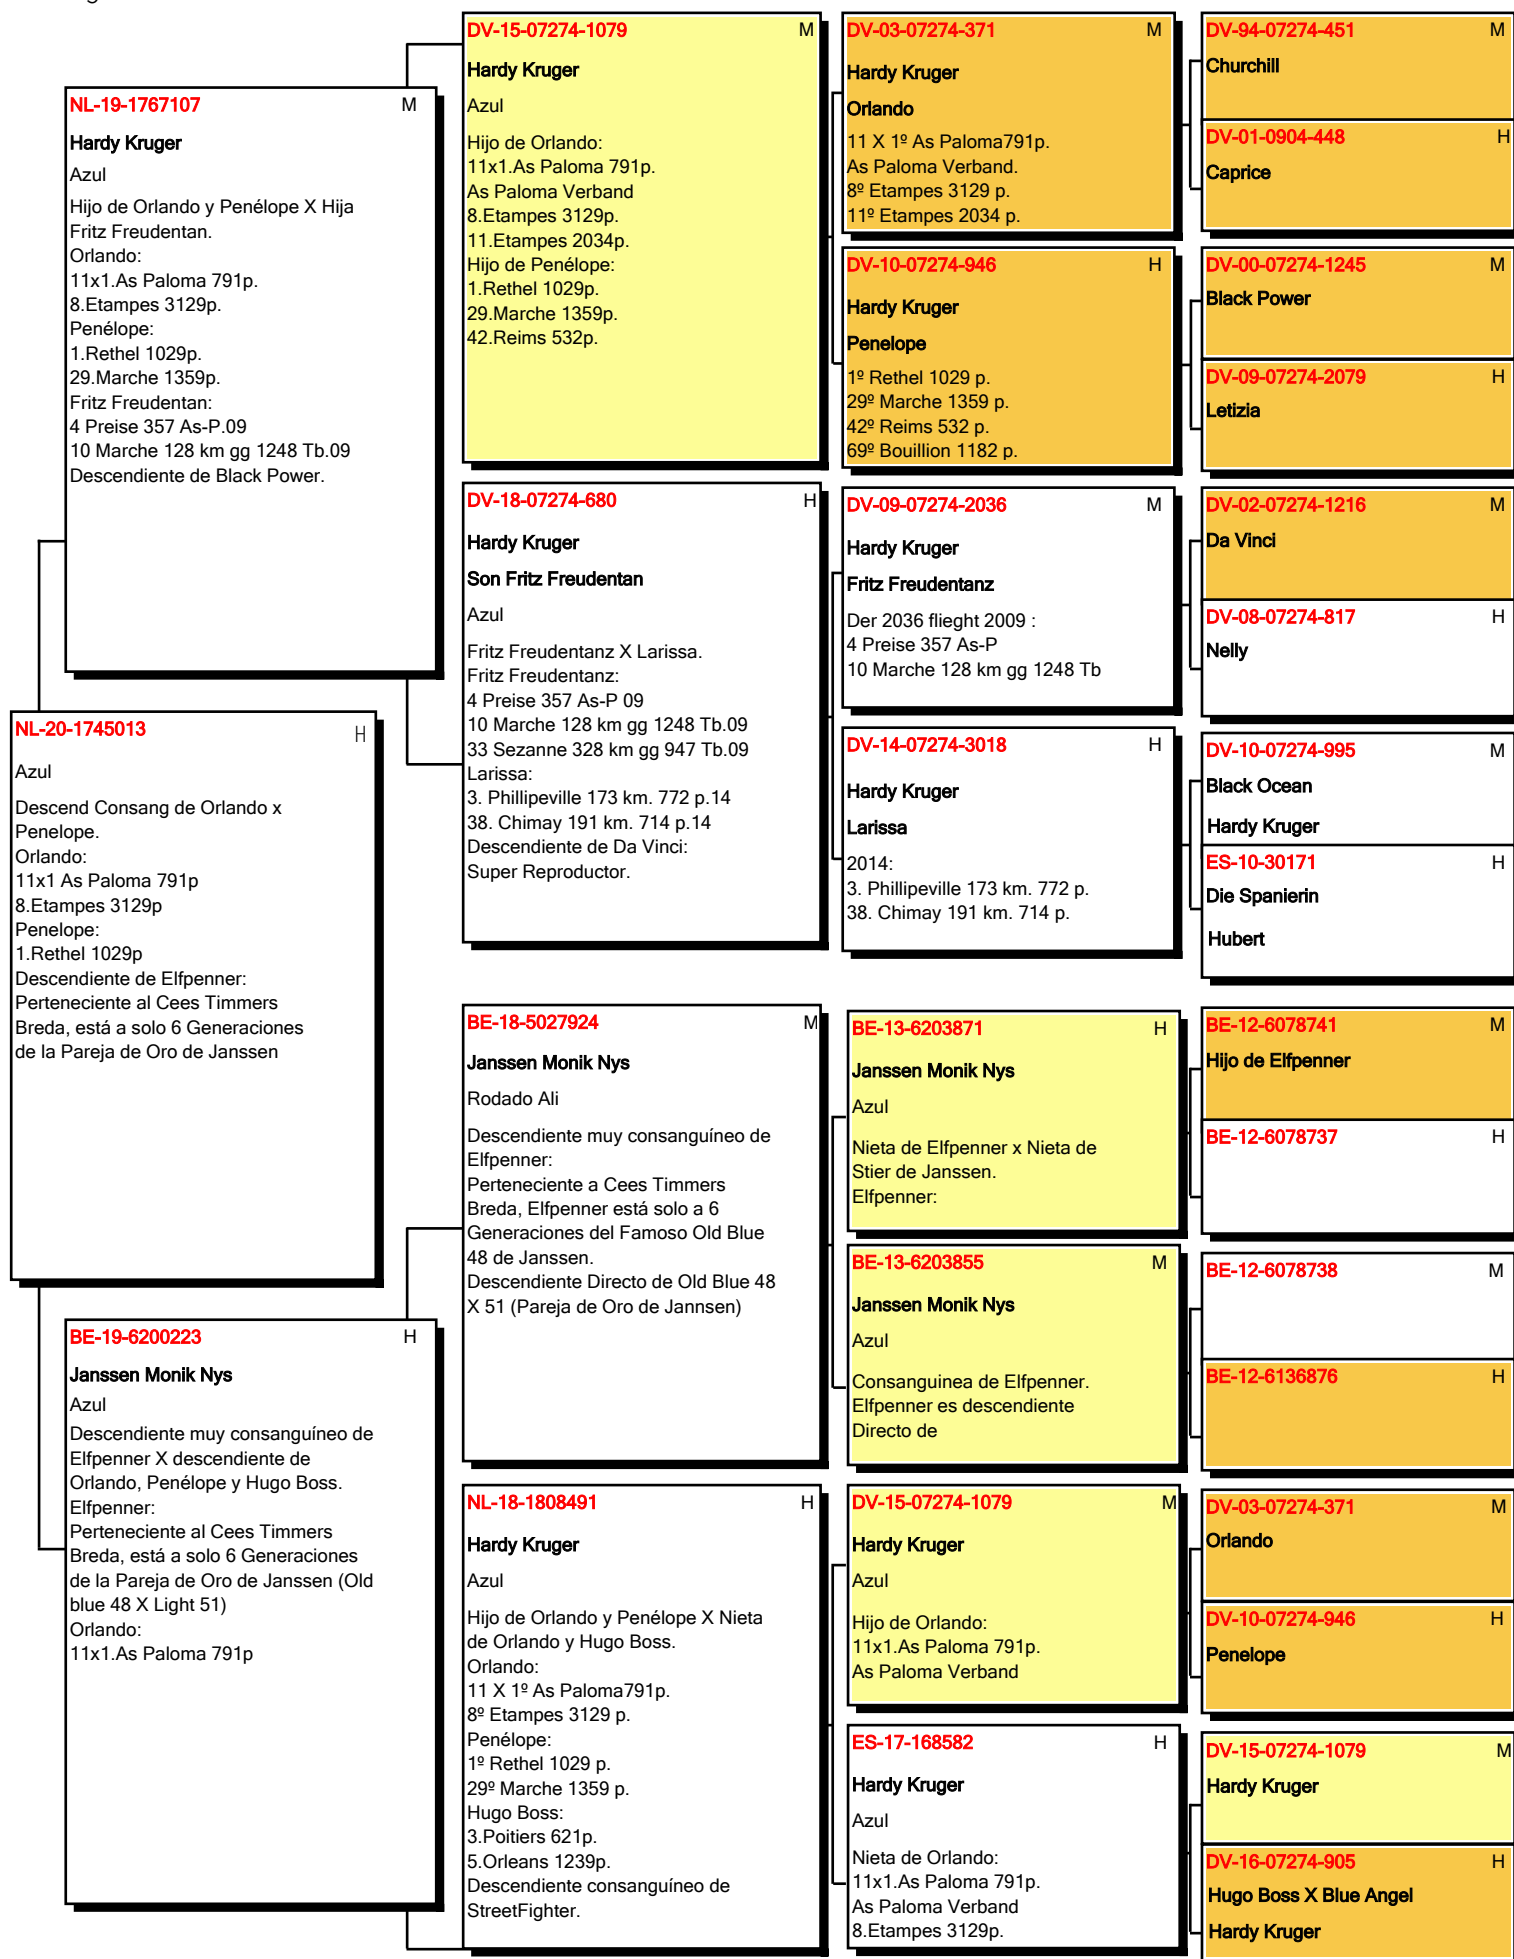 NL-20-1745013 H
Azul
Descend Consang de Orlando x
Penelope.
Orlando:
11x1 As Paloma 791p
8.Etampes 3129p
Penelope:
1.Rethel 1029p
Descendiente de Elfpenner:
Perteneciente al Cees Timmers
Breda, está a solo 6 Generaciones
de la Pareja de Oro de Janssen
NL-19-1767107 M
Hardy Kruger
Azul
Hijo de Orlando y Penélope X Hija
Fritz Freudentan.
Orlando:
11x1.As Paloma 791p.
8.Etampes 3129p.
Penélope:
1.Rethel 1029p.
29.Marche 1359p.
Fritz Freudentan:
4 Preise 357 As-P.09
10 Marche 128 km gg 1248 Tb.09
Descendiente de Black Power.
BE-19-6200223 H
Janssen Monik Nys
Azul
Descendiente muy consanguíneo de
Elfpenner X descendiente de
Orlando, Penélope y Hugo Boss.
Elfpenner:
Perteneciente al Cees Timmers
Breda, está a solo 6 Generaciones
de la Pareja de Oro de Janssen (Old
blue 48 X Light 51)
Orlando:
11x1.As Paloma 791p
DV-15-07274-1079 M
Hardy Kruger
Azul
Hijo de Orlando:
11x1.As Paloma 791p.
As Paloma Verband
8.Etampes 3129p.
11.Etampes 2034p.
Hijo de Penélope:
1.Rethel 1029p.
29.Marche 1359p.
42.Reims 532p.
DV-18-07274-680 H
Hardy Kruger
Son Fritz Freudentan
Azul
Fritz Freudentanz X Larissa.
Fritz Freudentanz:
4 Preise 357 As-P 09
10 Marche 128 km gg 1248 Tb.09
33 Sezanne 328 km gg 947 Tb.09
Larissa:
3. Phillipeville 173 km. 772 p.14
38. Chimay 191 km. 714 p.14
Descendiente de Da Vinci:
Super Reproductor.
BE-18-5027924 M
Janssen Monik Nys
Rodado Ali
Descendiente muy consanguíneo de
Elfpenner:
Perteneciente a Cees Timmers
Breda, Elfpenner está solo a 6
Generaciones del Famoso Old Blue
48 de Janssen.
Descendiente Directo de Old Blue 48
X 51 (Pareja de Oro de Jannsen)
NL-18-1808491 H
Hardy Kruger
Azul
Hijo de Orlando y Penélope X Nieta
de Orlando y Hugo Boss.
Orlando:
11 X 1º As Paloma791p.
8º Etampes 3129 p.
Penélope:
1º Rethel 1029 p.
29º Marche 1359 p.
Hugo Boss:
3.Poitiers 621p.
5.Orleans 1239p.
Descendiente consanguíneo de
StreetFighter.
DV-03-07274-371 M
Hardy Kruger
Orlando
11 X 1º As Paloma791p.
As Paloma Verband.
8º Etampes 3129 p.
11º Etampes 2034 p.
DV-10-07274-946 H
Hardy Kruger
Penelope
1º Rethel 1029 p.
29º Marche 1359 p.
42º Reims 532 p.
69º Bouillion 1182 p.
DV-09-07274-2036 M
Hardy Kruger
Fritz Freudentanz
Der 2036 flieght 2009 :
4 Preise 357 As-P
10 Marche 128 km gg 1248 Tb
DV-14-07274-3018 H
Hardy Kruger
Larissa
2014:
3. Phillipeville 173 km. 772 p.
38. Chimay 191 km. 714 p.
BE-13-6203871 H
Janssen Monik Nys
Azul
Nieta de Elfpenner x Nieta de
Stier de Janssen.
Elfpenner:
BE-13-6203855 M
Janssen Monik Nys
Azul
Consanguinea de Elfpenner.
Elfpenner es descendiente
Directo de
DV-15-07274-1079 M
Hardy Kruger
Azul
Hijo de Orlando:
11x1.As Paloma 791p.
As Paloma Verband
ES-17-168582 H
Hardy Kruger
Azul
Nieta de Orlando:
11x1.As Paloma 791p.
As Paloma Verband
8.Etampes 3129p.
DV-94-07274-451 M
Churchill
DV-01-0904-448 H
Caprice
DV-00-07274-1245 M
Black Power
DV-09-07274-2079 H
Letizia
DV-02-07274-1216 M
Da Vinci
DV-08-07274-817 H
Nelly
DV-10-07274-995 M
Black Ocean
Hardy Kruger
ES-10-30171 H
Die Spanierin
Hubert
BE-12-6078741 M
Hijo de Elfpenner
BE-12-6078737 H
BE-12-6078738 M
BE-12-6136876 H
DV-03-07274-371 M
Orlando
DV-10-07274-946 H
Penelope
DV-15-07274-1079 M
Hardy Kruger
DV-16-07274-905 H
Hugo Boss X Blue Angel
Hardy Kruger